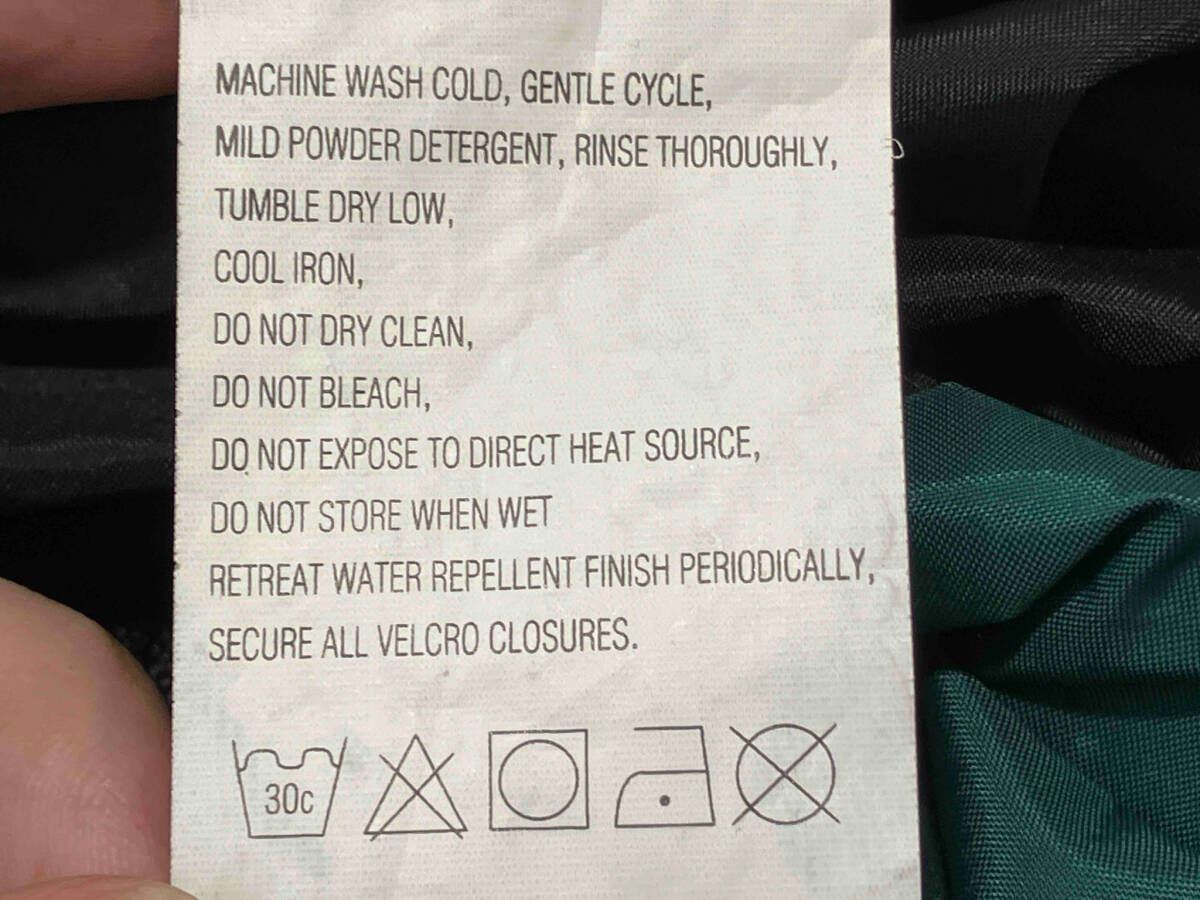 MACHINE WASH COLD, GENTLE CYCLE,
MILD POWDER DETERGENT, RINSE THOROUGHLY,
TUMBLE DRY LOW,
COOL IRON,
DO NOT DRY CLEAN,
DO NOT BLEACH,
DO NOT EXPOSE TO DIRECT HEAT SOURCE,
DO NOT STORE WHEN WET
RETREAT WATER REPELLENT FINISH PERIODICALLY,
SECURE ALL VELCRO CLOSURES.
30c